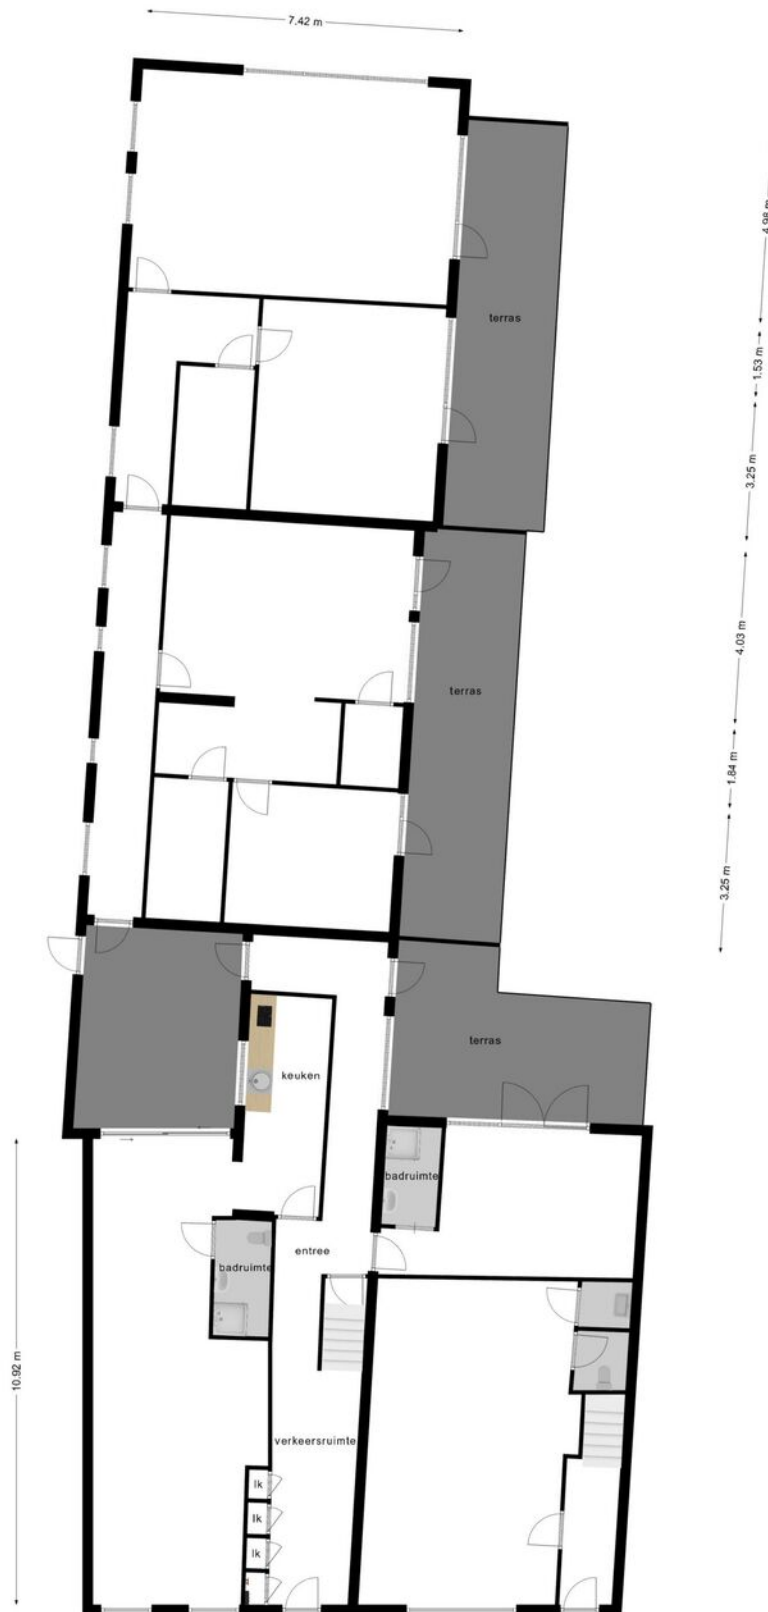 7.42 m
4.98 m
terras
1.53 m
3.25 m
4.03 m
terras
1.84 m
3.25 m
terras
keuken
badruimte
entree
badruimte
10.92 m
verkeersruimte
lk
lk
lk